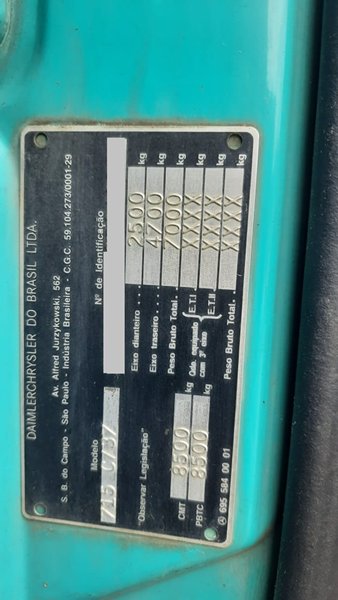 DAIMLERCHRYSLER DO BRASIL LTDA.
Av. Alfred Jurzykowski, 562
S. B. do Campo - São Paulo - Indústria Brasileira - C.G.C. 59.104.273/0001-29
Modelo
715 C/37
Nº de Identificação
"Observar Legislação"
Eixo dianteiro . . . 2500 kg
Eixo traseiro . . . . 4700 kg
Peso Bruto Total. . 7000 kg
Qdo. equipado com 3º eixo
E.T.I XXXX kg
E.T.II XXXX kg
Peso Bruto Total. . XXXX kg
CMT 8500 kg
PBTC 8500 kg
695 584 00 01